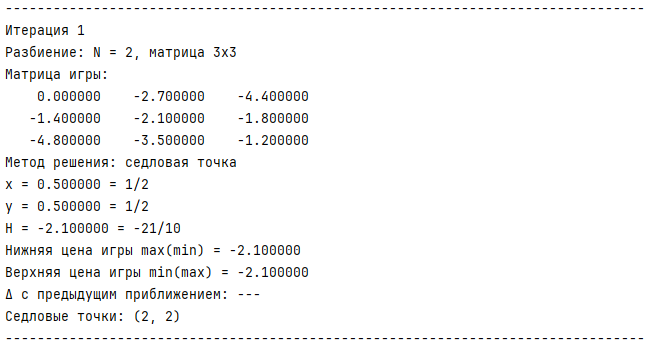 --------------------------------------------------------------------------------
Итерация 1
Разбиение: N = 2, матрица 3x3
Матрица игры:
    0.000000    -2.700000    -4.400000
   -1.400000    -2.100000    -1.800000
   -4.800000    -3.500000    -1.200000
Метод решения: седловая точка
x = 0.500000 = 1/2
y = 0.500000 = 1/2
H = -2.100000 = -21/10
Нижняя цена игры max(min) = -2.100000
Верхняя цена игры min(max) = -2.100000
Δ с предыдущим приближением: ---
Седловые точки: (2, 2)
--------------------------------------------------------------------------------